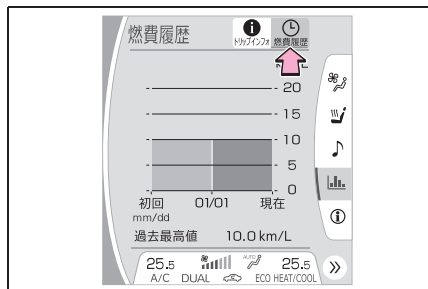 燃費履歴
トリップインフォ 燃費履歴
20
15
10
5
0
初回 01/01 現在
mm/dd
過去最高値 10.0 km/L
25.5 AUTO 25.5
A/C DUAL ECO HEAT/COOL